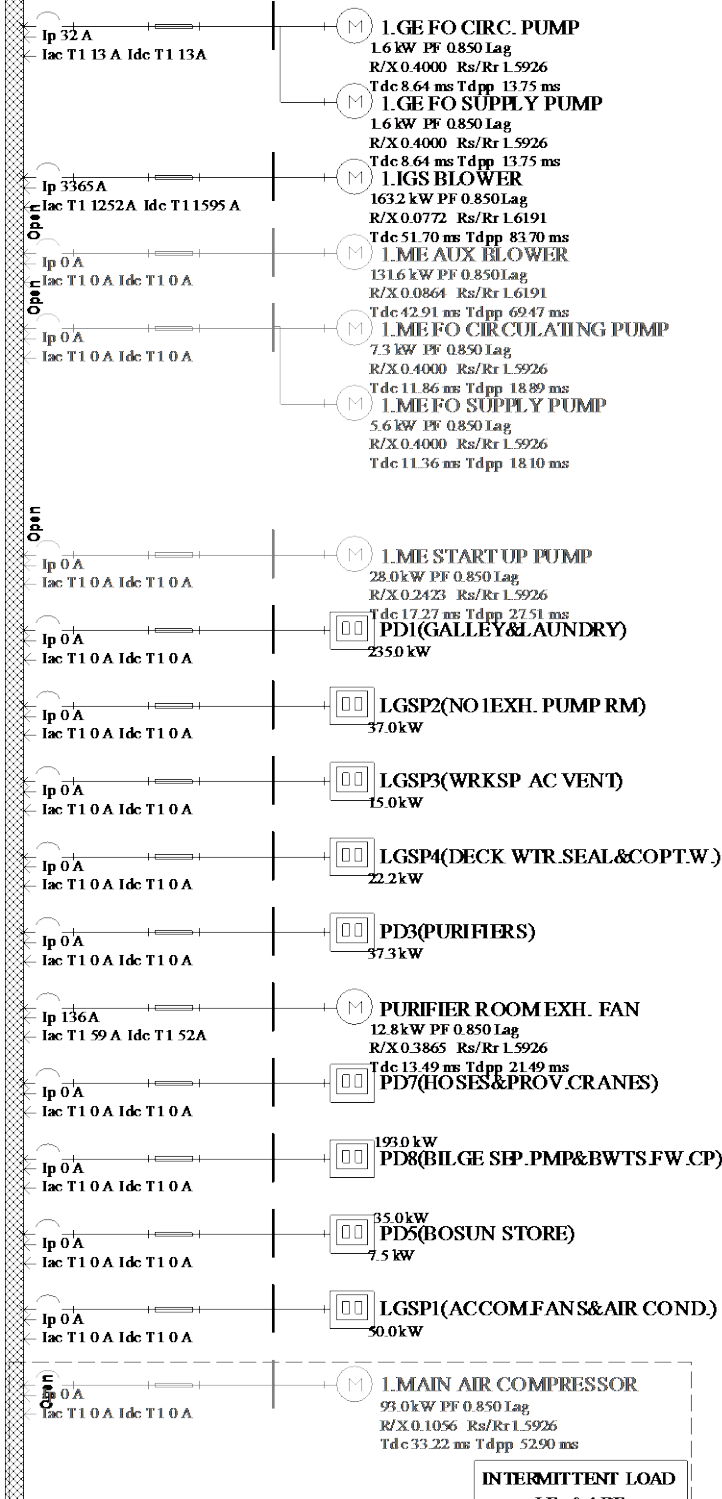 1.GE FO CIRC. PUMP
Ip 32 A
1.6 kW PF 0.850 Lag
Iac T1 13 A Idc T1 13A
R/X 0.4000 Rs/Rr 1.5926
Tdc 8.64 ms Tdpp 13.75 ms
1.GE FO SUPPLY PUMP
1.6 kW PF 0.850 Lag
R/X 0.4000 Rs/Rr 1.5926
Tdc 8.64 ms Tdpp 13.75 ms
1.IGS BLOWER
Ip 3365A
163.2 kW PF 0.850 Lag
Iac T1 1252A Idc T1 1595 A
R/X 0.0772 Rs/Rr 1.6191
Tdc 51.70 ms Tdpp 83.70 ms
Open
1.ME AUX BLOWER
Ip 0 A
131.6 kW PF 0.850 Lag
Iac T1 0 A Idc T1 0 A
R/X 0.0864 Rs/Rr 1.6191
Tdc 42.91 ms Tdpp 69.47 ms
Open
1.ME FO CIRCULATING PUMP
Ip 0 A
7.3 kW PF 0.850 Lag
Iac T1 0 A Idc T1 0 A
R/X 0.4000 Rs/Rr 1.5926
Tdc 11.86 ms Tdpp 18.89 ms
1.ME FO SUPPLY PUMP
5.6 kW PF 0.850 Lag
R/X 0.4000 Rs/Rr 1.5926
Tdc 11.36 ms Tdpp 18.10 ms
Open
1.ME START UP PUMP
Ip 0 A
28.0 kW PF 0.850 Lag
Iac T1 0 A Idc T1 0 A
R/X 0.2423 Rs/Rr 1.5926
Tdc 17.27 ms Tdpp 27.51 ms
PD1(GALLEY&LAUNDRY)
Ip 0 A
235.0 kW
Iac T1 0 A Idc T1 0 A
LGSP2(NO1EXH. PUMP RM)
Ip 0 A
37.0 kW
Iac T1 0 A Idc T1 0 A
LGSP3(WRKSP AC VENT)
Ip 0 A
15.0 kW
Iac T1 0 A Idc T1 0 A
LGSP4(DECK WTR.SEAL&COPT.W.)
Ip 0 A
22.2 kW
Iac T1 0 A Idc T1 0 A
PD3(PURIFIERS)
Ip 0 A
37.3 kW
Iac T1 0 A Idc T1 0 A
PURIFIER ROOM EXH. FAN
Ip 136A
12.8 kW PF 0.850 Lag
Iac T1 59 A Idc T1 52A
R/X 0.3865 Rs/Rr 1.5926
Tdc 13.49 ms Tdpp 21.49 ms
PD7(HOSES&PROV.CRANES)
Ip 0 A
Iac T1 0 A Idc T1 0 A
193.0 kW
PD8(BILGE SEP.PMP&BWTS.FW.CP)
Ip 0 A
Iac T1 0 A Idc T1 0 A
35.0 kW
PD5(BOSUN STORE)
Ip 0 A
7.5 kW
Iac T1 0 A Idc T1 0 A
LGSP1(ACCOM.FANS&AIR COND.)
Ip 0 A
50.0 kW
Iac T1 0 A Idc T1 0 A
Open
1.MAIN AIR COMPRESSOR
Ip 0 A
93.0 kW PF 0.850 Lag
Iac T1 0 A Idc T1 0 A
R/X 0.1056 Rs/Rr 1.5926
Tdc 33.22 ms Tdpp 52.90 ms
INTERMITTENT LOAD